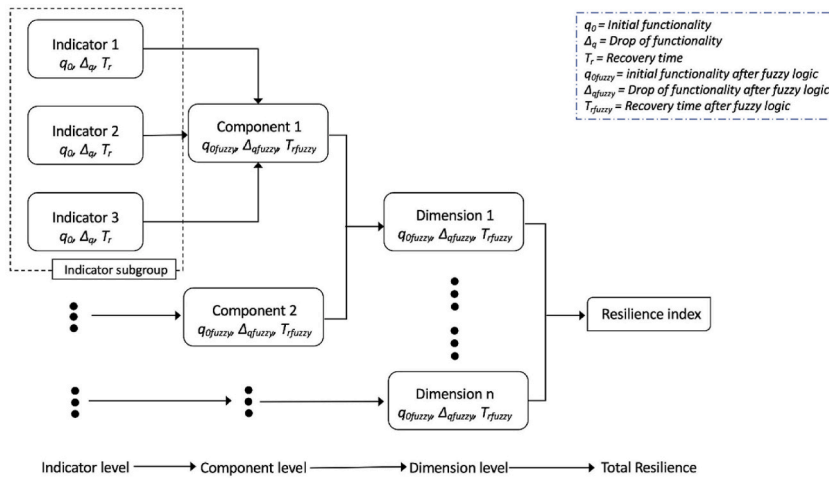 Indicator 1
q0, Δq, Tr
Indicator 2
q0, Δq, Tr
Indicator 3
q0, Δq, Tr
Indicator subgroup
Component 1
q0fuzzy, Δqfuzzy, Trfuzzy
Component 2
q0fuzzy, Δqfuzzy, Trfuzzy
Dimension 1
q0fuzzy, Δqfuzzy, Trfuzzy
Dimension n
q0fuzzy, Δqfuzzy, Trfuzzy
Resilience index
q0 = Initial functionality
Δq = Drop of functionality
Tr = Recovery time
q0fuzzy = initial functionality after fuzzy logic
Δqfuzzy = Drop of functionality after fuzzy logic
Trfuzzy = Recovery time after fuzzy logic
Indicator level
Component level
Dimension level
Total Resilience